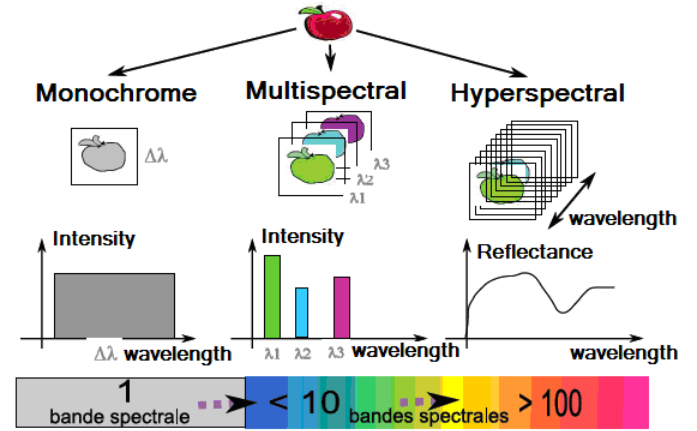 Monochrome
Multispectral
Hyperspectral
Δλ
λ3
λ2
λ1
wavelength
Intensity
Δλ wavelength
Intensity
λ1 λ2 λ3 wavelength
Reflectance
wavelength
1
bande spectrale
< 10
bandes spectrales
> 100